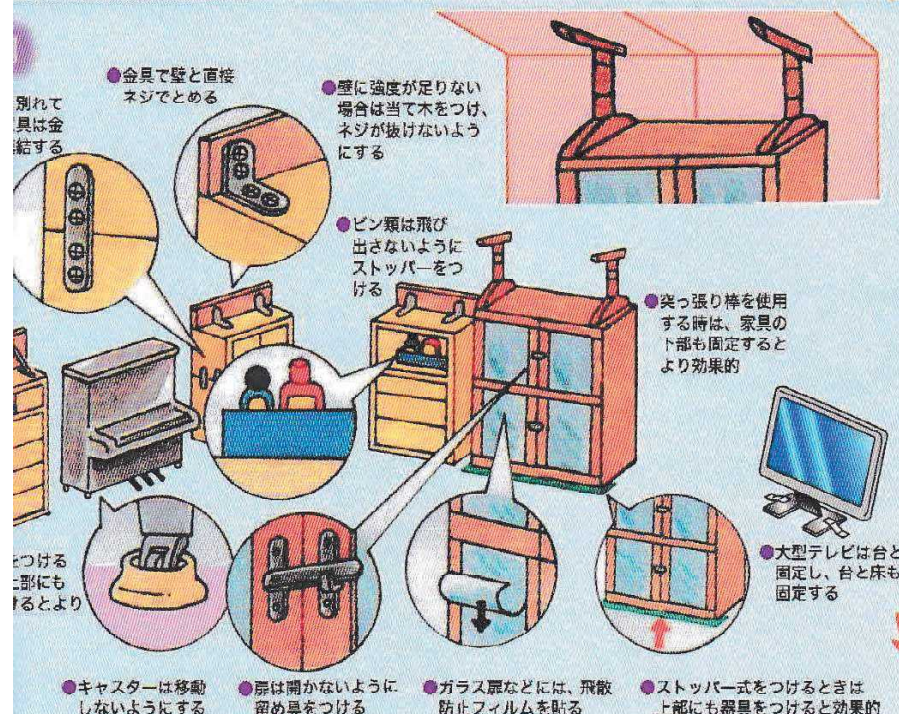 ●金具で壁と直接
ネジでとめる
●壁に強度が足りない
場合は当て木をつけ、
ネジが抜けないよう
にする
別れて
具は金
結する
●ビン類は飛び
出さないように
ストッパーをつ
ける
●突っ張り棒を使用
する時は、家具の
下部も固定すると
より効果的
をつける
上部にも
けるとより
●大型テレビは台と
固定し、台と床も
固定する
●キャスターは移動
しないようにする
●扉は開かないように
留め具をつける
●ガラス扉などには、飛散
防止フィルムを貼る
●ストッパー式をつけるときは
上部にも器具をつけると効果的